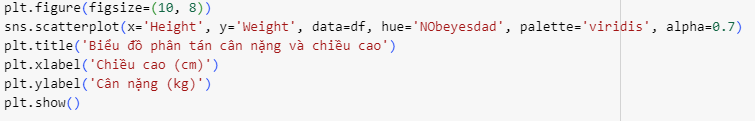 plt.figure(figsize=(10, 8))
sns.scatterplot(x='Height', y='Weight', data=df, hue='NObeyesdad', palette='viridis', alpha=0.7)
plt.title('Biểu đồ phân tán cân nặng và chiều cao')
plt.xlabel('Chiều cao (cm)')
plt.ylabel('Cân nặng (kg)')
plt.show()